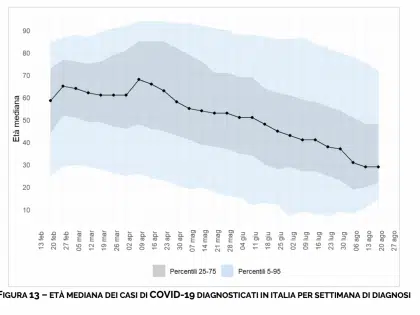 90
80
70
60
50
40
30
20
10
Età mediana
13 feb
20 feb
27 feb
05 mar
12 mar
19 mar
26 mar
02 apr
09 apr
16 apr
23 apr
30 apr
07 mag
14 mag
21 mag
28 mag
04 giu
11 giu
18 giu
25 giu
02 lug
09 lug
16 lug
23 lug
30 lug
06 ago
13 ago
20 ago
27 ago
Percentili 25-75 Percentili 5-95
FIGURA 13 – ETÀ MEDIANA DEI CASI DI COVID-19 DIAGNOSTICATI IN ITALIA PER SETTIMANA DI DIAGNOSI